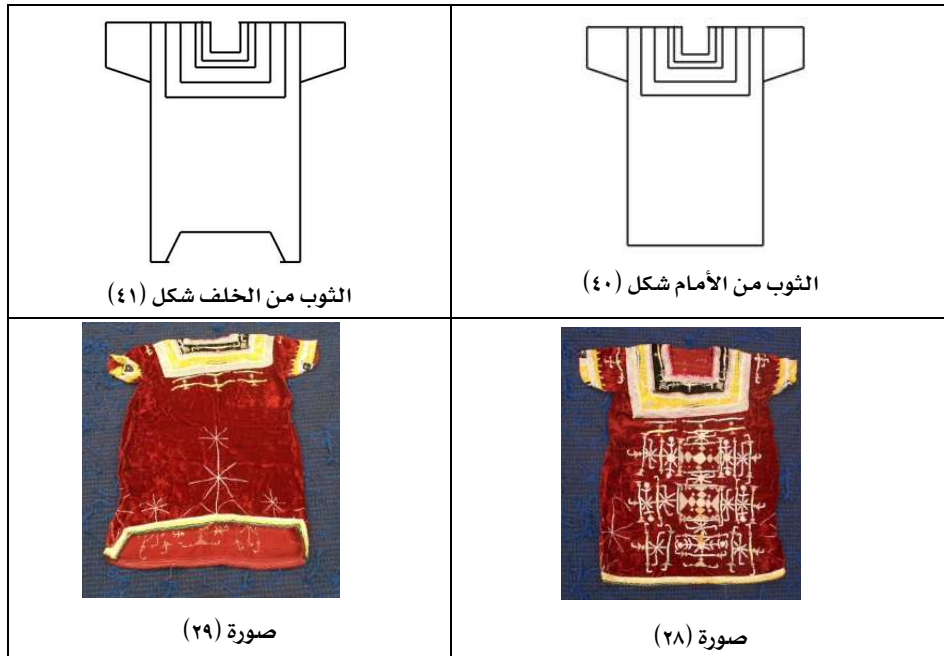 الثوب من الأمام شكل (٤٠)
الثوب من الخلف شكل (٤١)
صورة (٢٨)
صورة (٢٩)